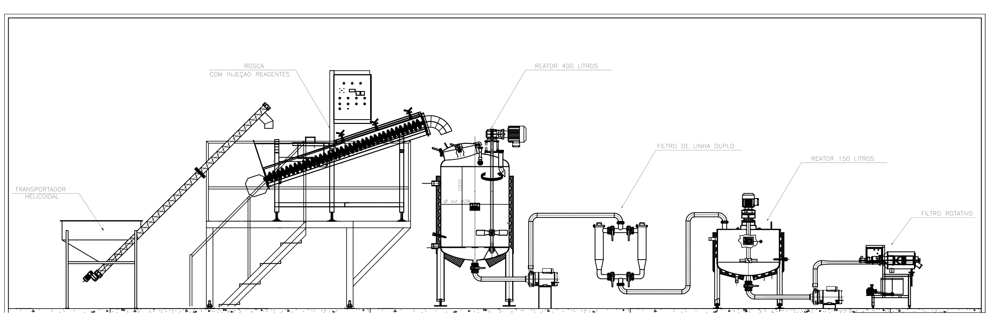 ROSCA
COM INJEÇAO REAGENTES
REATOR 400 LITROS
FILTRO DE LINHA DUPLO
REATOR 150 LITROS
TRANSPORTADOR
HELICOIDAL
1000
Ø Int 828
FILTRO ROTATIVO